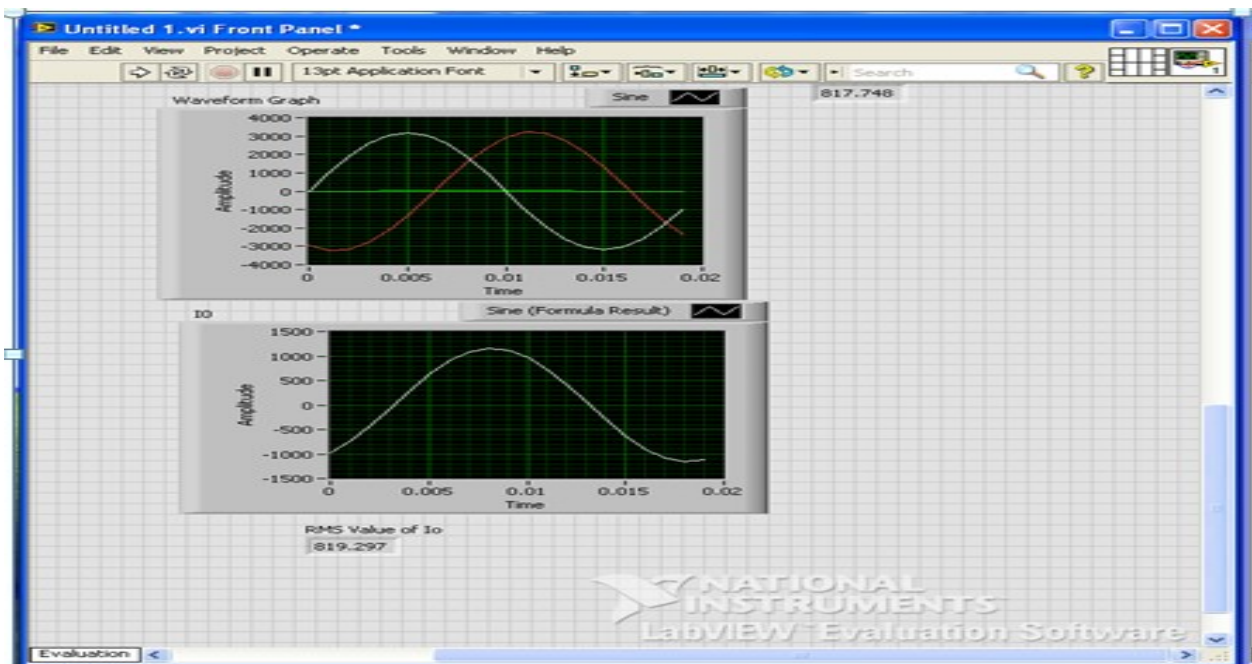 Untitled 1.vi Front Panel *
File Edit View Project Operate Tools Window Help
13pt Application Font Search ? 1
Waveform Graph Sine 817.748
4000
3000
2000
1000
0
-1000
-2000
-3000
-4000
Amplitude
0 0.005 0.01 0.015 0.02
Time
IO Sine (Formula Result)
1500
1000
500
0
-500
-1000
-1500
Amplitude
0 0.005 0.01 0.015 0.02
Time
RMS Value of Io
819.297
NATIONAL
INSTRUMENTS
LabVIEW™ Evaluation Software
Evaluation